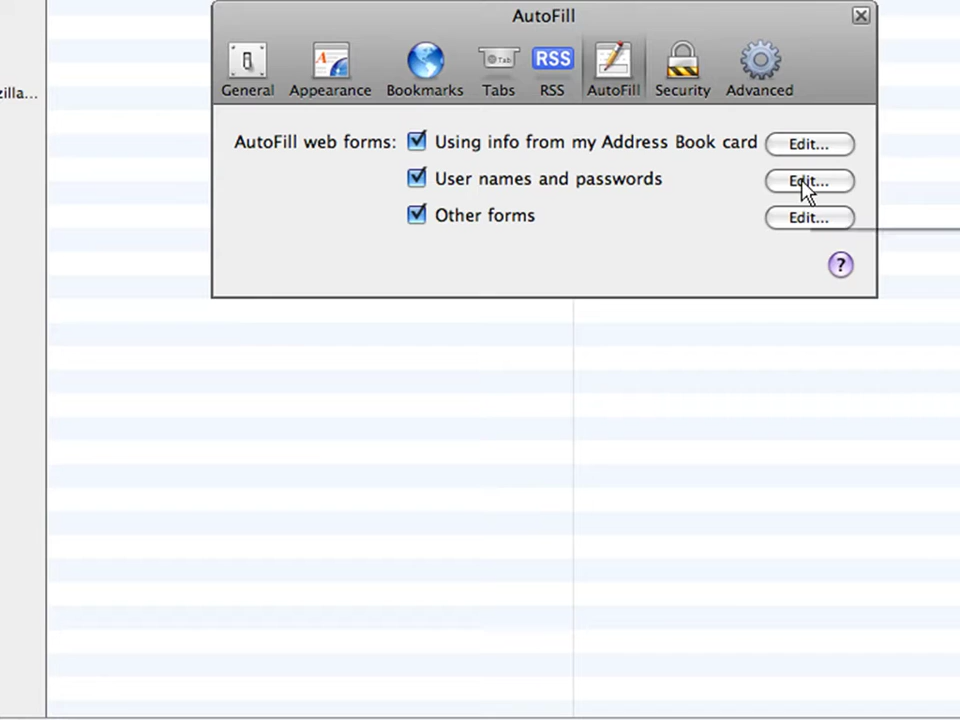 AutoFill
zilla...
General Appearance Bookmarks Tabs RSS AutoFill Security Advanced
Tab
RSS
AutoFill web forms: Using info from my Address Book card Edit...
User names and passwords Edit...
Other forms Edit...
?